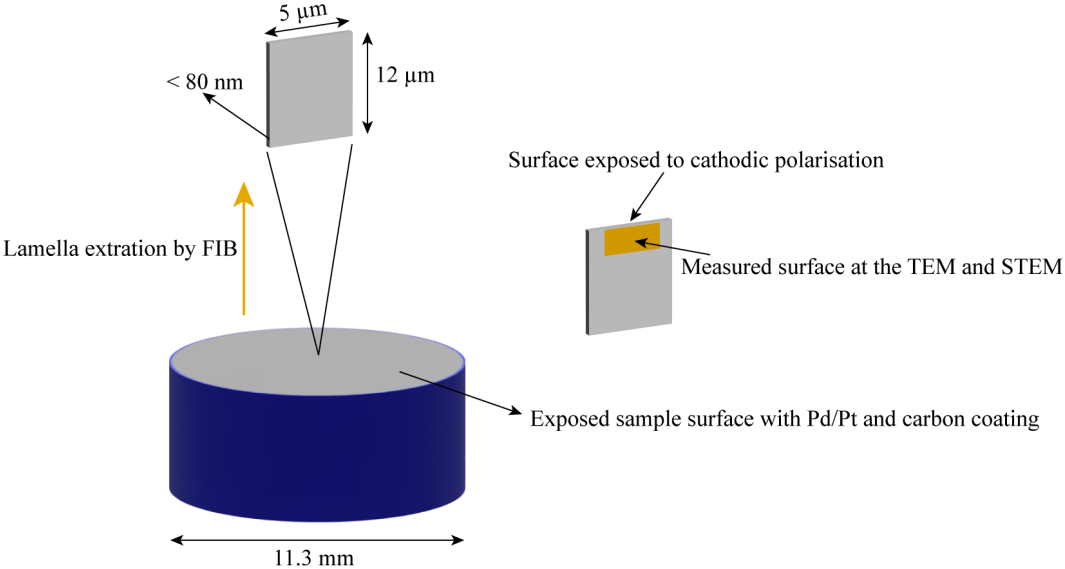 5 µm
< 80 nm
12 µm
Surface exposed to cathodic polarisation
Lamella extration by FIB
Measured surface at the TEM and STEM
Exposed sample surface with Pd/Pt and carbon coating
11.3 mm